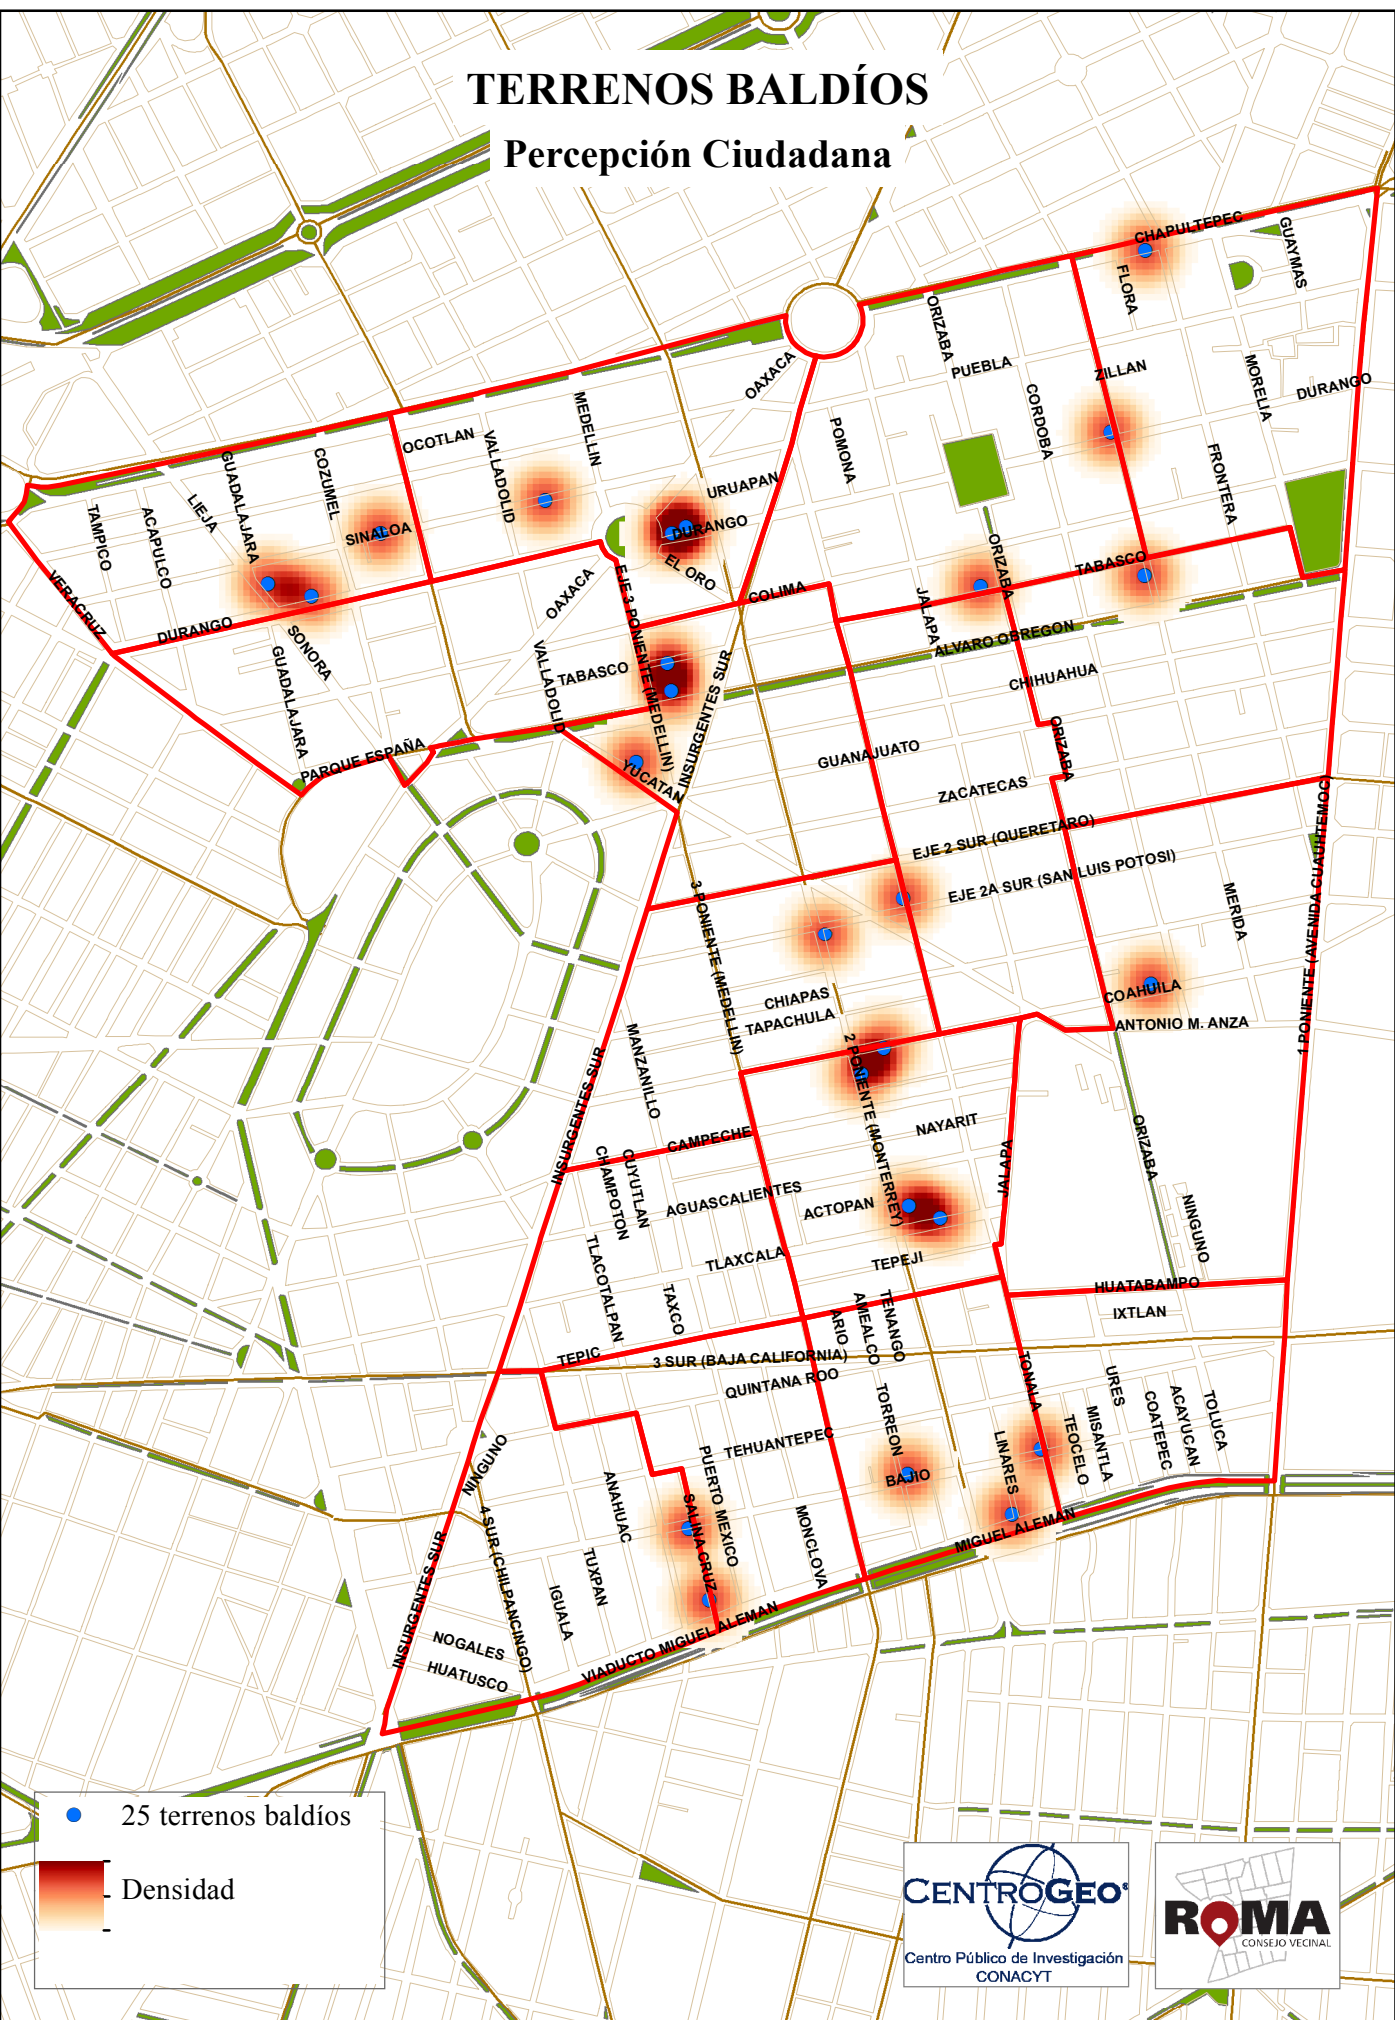 TERRENOS BALDÍOS
Percepción Ciudadana
CHAPULTEPEC
GUAYMAS
FLORA
ORIZABA
PUEBLA
ZILLAN
CORDOBA
MORELIA
DURANGO
OAXACA
MEDELLIN
OCOTLAN
VALLADOLID
POMONA
URUAPAN
FRONTERA
GUADALAJARA
COZUMEL
LIEJA
TAMPICO
ACAPULCO
SINALOA
DURANGO
EL ORO
ORIZABA
TABASCO
VERACRUZ
OAXACA
EJE 3 PONIENTE (MEDELLIN)
COLIMA
JALAPA
DURANGO
SONORA
ALVARO OBREGON
GUADALAJARA
VALLADOLID
TABASCO
INSURGENTES SUR
CHIHUAHUA
PARQUE ESPAÑA
YUCATAN
GUANAJUATO
ORIZABA
ZACATECAS
EJE 2 SUR (QUERETARO)
EJE 2A SUR (SAN LUIS POTOSI)
1 PONIENTE (AVENIDA CUAUHTEMOC)
3 PONIENTE (MEDELLIN)
MERIDA
CHIAPAS
TAPACHULA
COAHUILA
ANTONIO M. ANZA
MANZANILLO
2 PONIENTE (MONTERREY)
INSURGENTES SUR
CAMPECHE
NAYARIT
JALAPA
ORIZABA
CUYUTLAN
CHAMPOTON
AGUASCALIENTES
ACTOPAN
NINGUNO
TLACOTALPAN
TLAXCALA
TEPEJI
HUATABAMPO
IXTLAN
TAXCO
ARIO
AMEALCO
TENANGO
TEPIC
3 SUR (BAJA CALIFORNIA)
QUINTANA ROO
TONALA
URES
TORREON
MISANTLA
COATEPEC
ACAYUCAN
TOLUCA
TEOCELO
TEHUANTEPEC
LINARES
BAJIO
NINGUNO
ANAHUAC
PUERTO MEXICO
SALINA CRUZ
MONCLOVA
MIGUEL ALEMAN
4 SUR (CHILPANCINGO)
TUXPAN
IGUALA
INSURGENTES SUR
NOGALES
HUATUSCO
VIADUCTO MIGUEL ALEMAN
25 terrenos baldíos
Densidad
CENTROGEO®
Centro Público de Investigación
CONACYT
ROMA
CONSEJO VECINAL